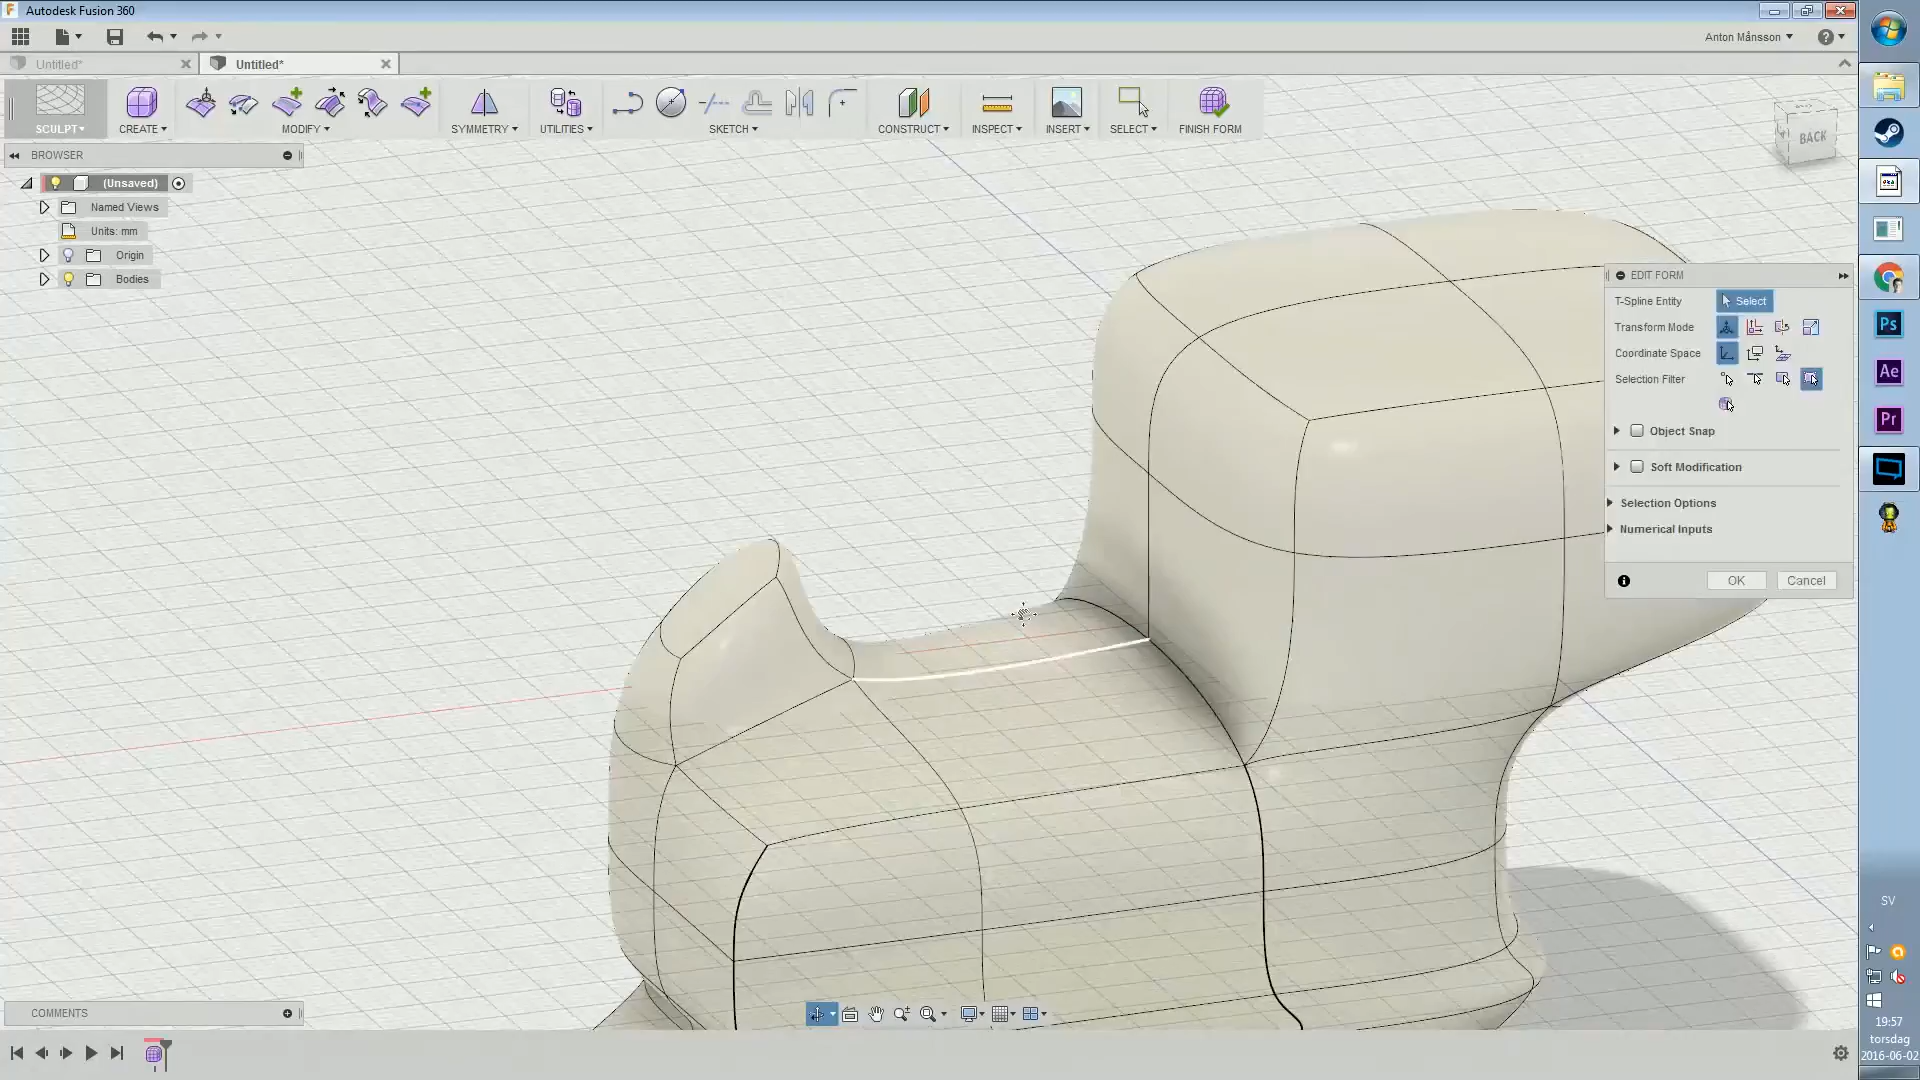 Autodesk Fusion 360
Anton Månsson
Untitled*
Untitled*
SCULPT
CREATE
MODIFY
SYMMETRY
UTILITIES
SKETCH
CONSTRUCT
INSPECT
INSERT
SELECT
FINISH FORM
BROWSER
(Unsaved)
Named Views
Units: mm
Origin
Bodies
BACK
EDIT FORM
T-Spline Entity
Select
Transform Mode
Coordinate Space
Selection Filter
Object Snap
Soft Modification
Selection Options
Numerical Inputs
OK
Cancel
Ps
Ae
Pr
COMMENTS
SV
19:57
torsdag
2016-06-02